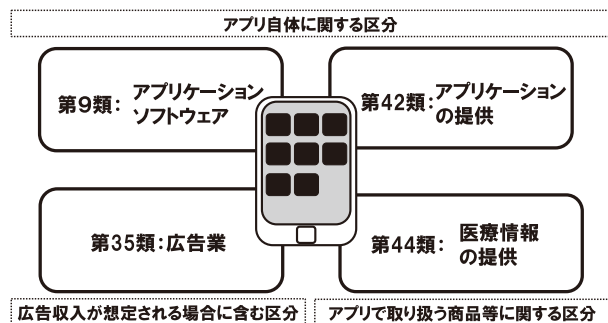 アプリ自体に関する区分
第9類：アプリケーション
ソフトウェア
第42類：アプリケーション
の提供
第35類：広告業
第44類：医療情報
の提供
広告収入が想定される場合に含む区分
アプリで取り扱う商品等に関する区分